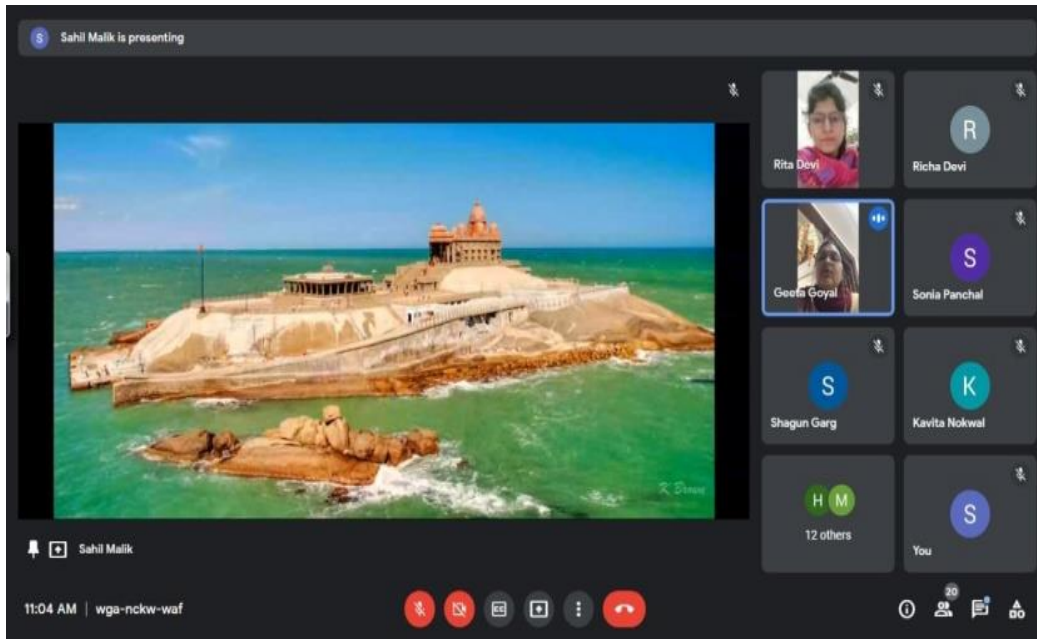 S Sahil Malik is presenting
Rita Devi
R
Richa Devi
Geeta Goyal
S
Sonia Panchal
S
Shagun Garg
K
Kavita Nokwal
H M
12 others
S
You
Sahil Malik
11:04 AM | wga-nckw-waf
CC
20